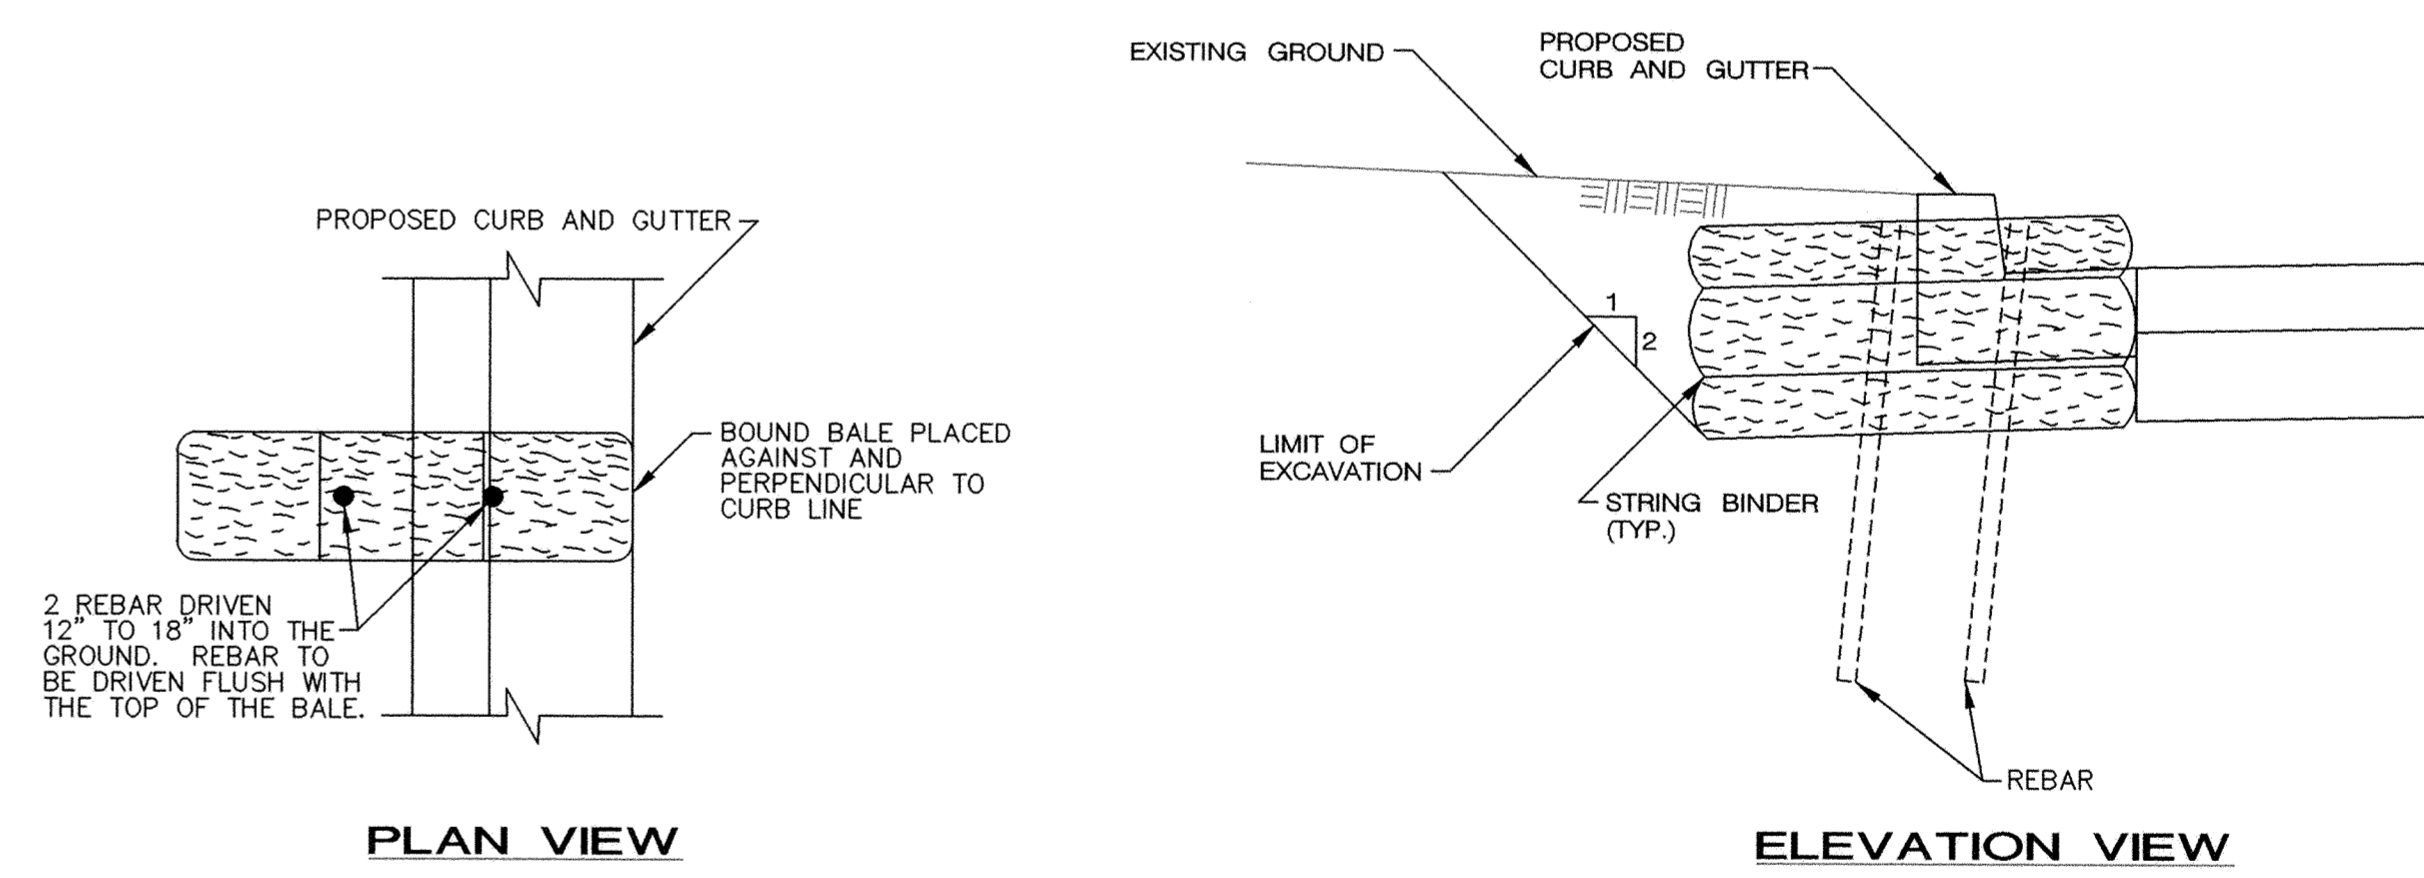 PROPOSED CURB AND GUTTER
BOUND BALE PLACED
AGAINST AND
PERPENDICULAR TO
CURB LINE
2 REBAR DRIVEN
12" TO 18" INTO THE
GROUND. REBAR TO
BE DRIVEN FLUSH WITH
THE TOP OF THE BALE.
PLAN VIEW
EXISTING GROUND
PROPOSED
CURB AND GUTTER
1
2
LIMIT OF
EXCAVATION
STRING BINDER
(TYP.)
REBAR
ELEVATION VIEW